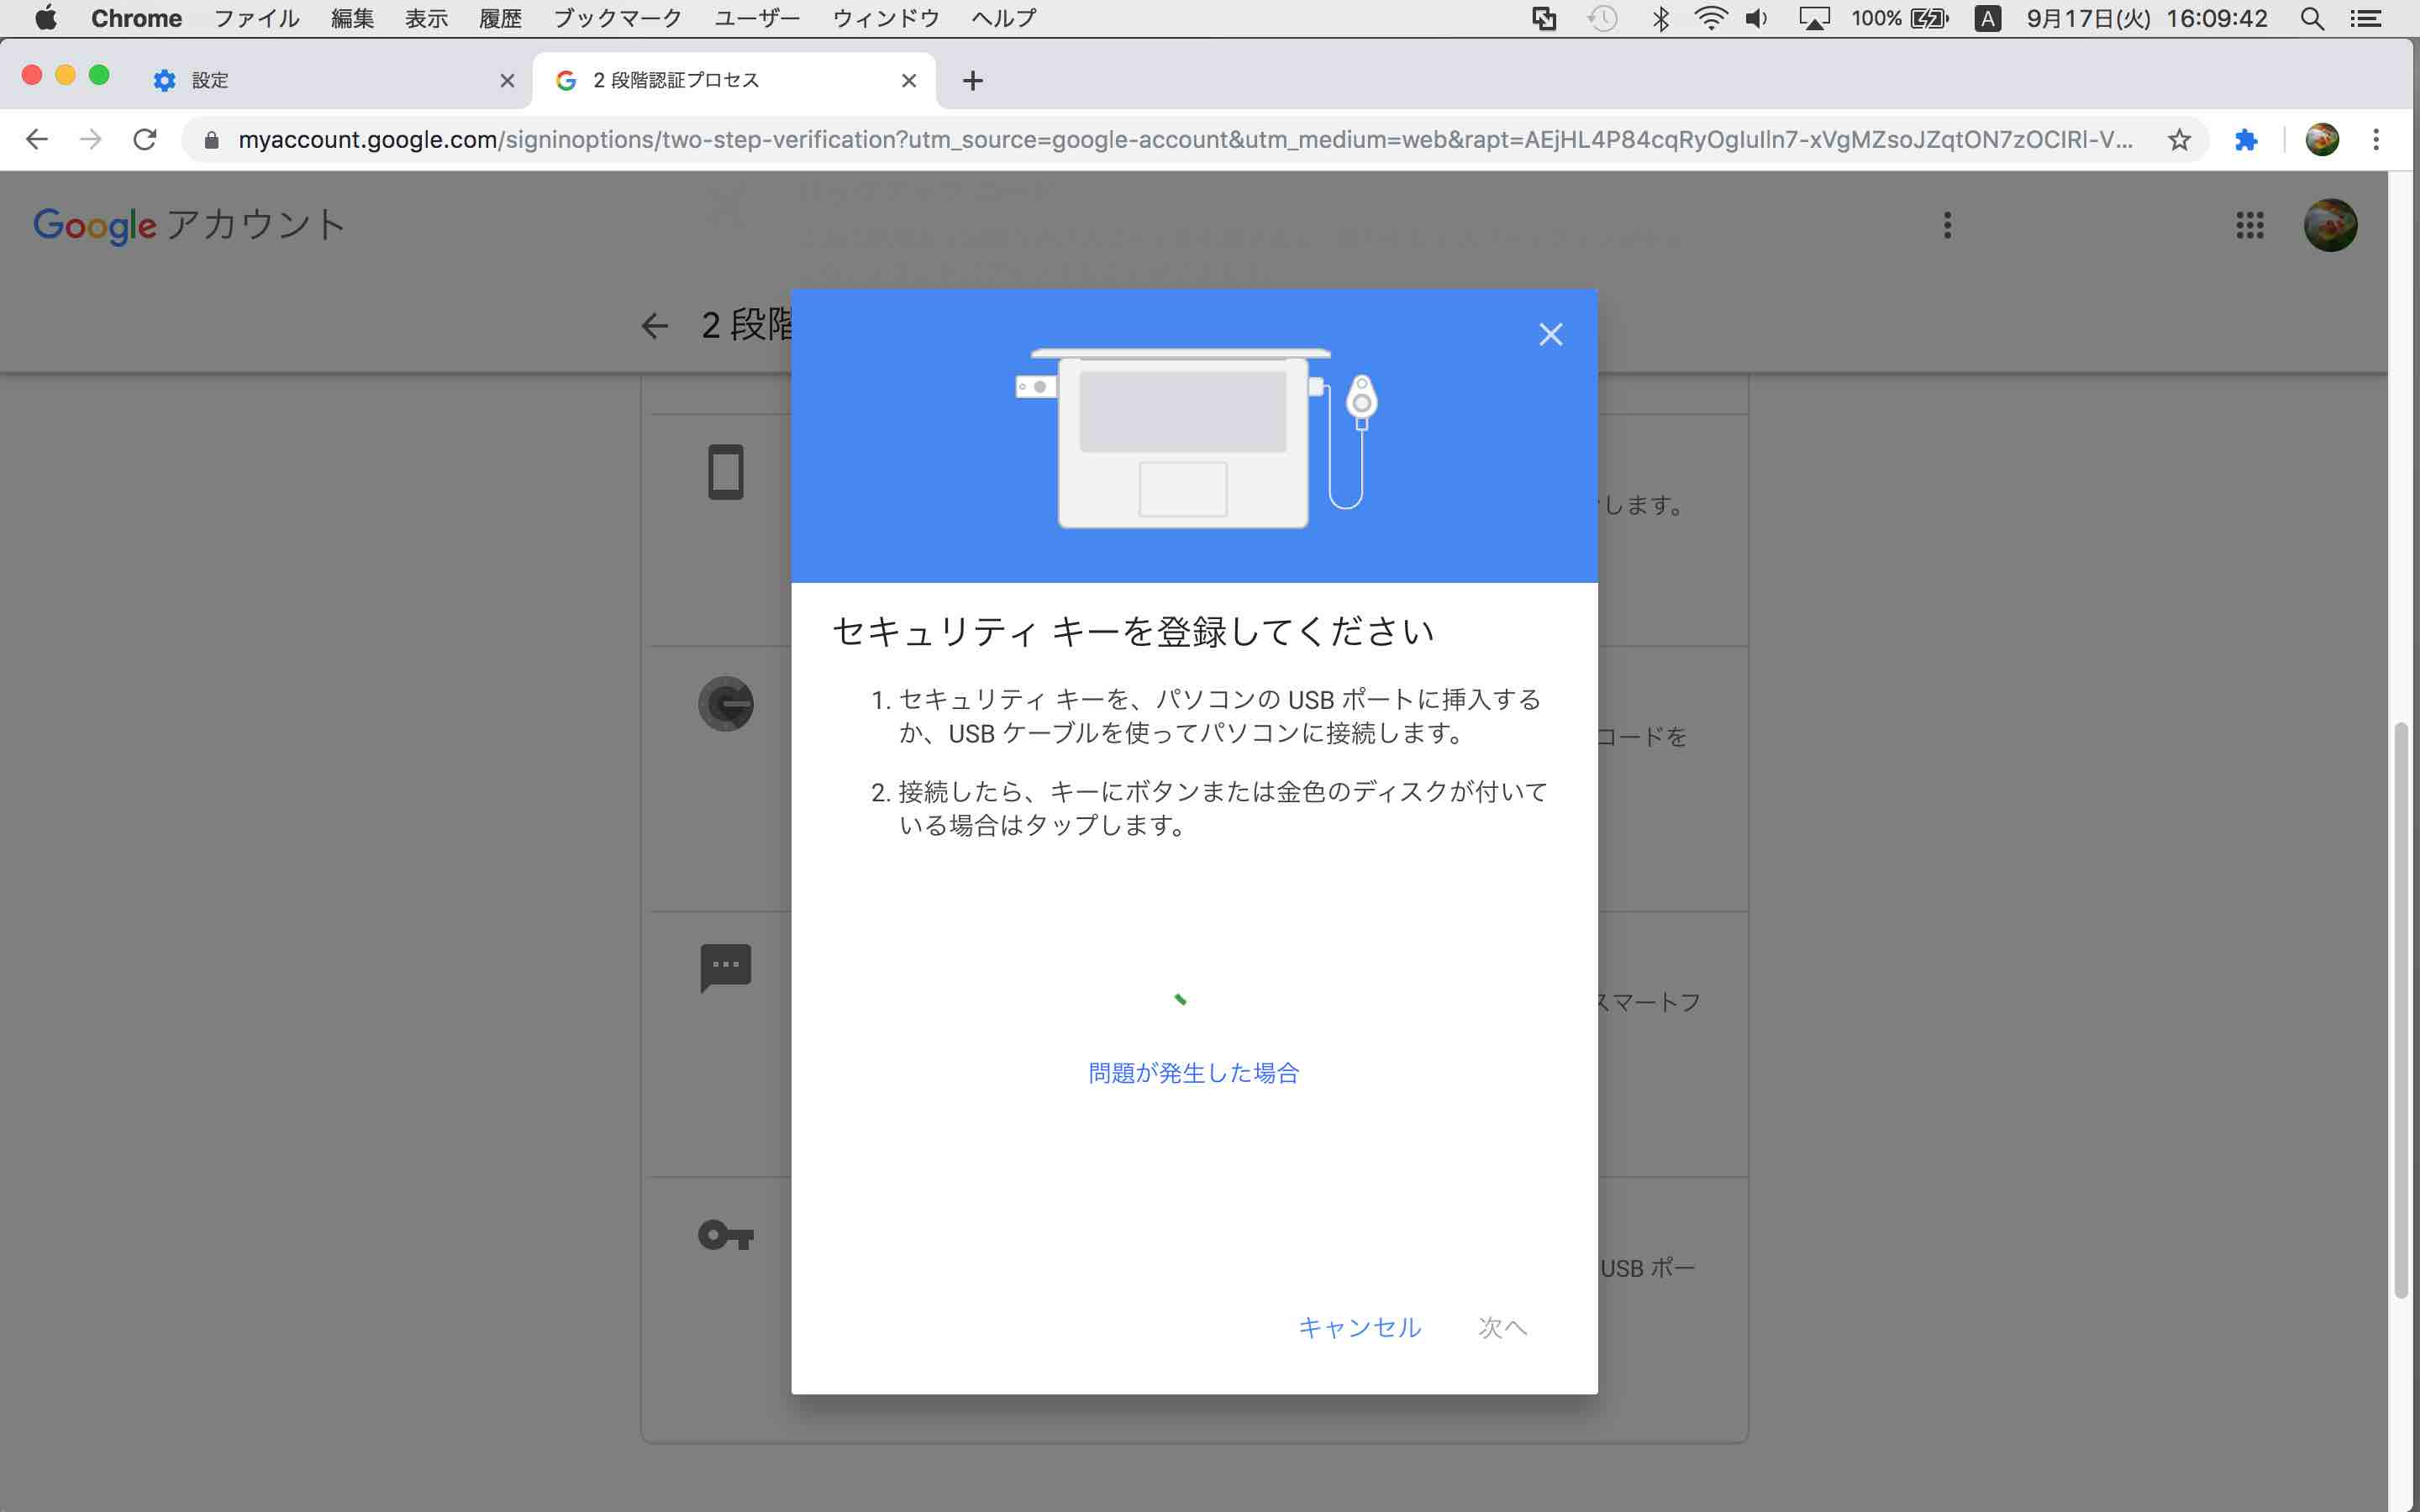 Chrome ファイル 編集 表示 履歴 ブックマーク ユーザー ウィンドウ ヘルプ 100% A 9月17日(火) 16:09:42
設定 2 段階認証プロセス
myaccount.google.com/signinoptions/two-step-verification?utm_source=google-account&utm_medium=web&rapt=AEjHL4P84cqRyOgIuIln7-xVgMZsoJZqtON7zOCIRl-V...
Google アカウント
2 段階
します。
セキュリティ キーを登録してください
1. セキュリティ キーを、パソコンの USB ポートに挿入する
か、USB ケーブルを使ってパソコンに接続します。
コードを
2. 接続したら、キーにボタンまたは金色のディスクが付いて
いる場合はタップします。
スマートフ
問題が発生した場合
USB ポー
キャンセル 次へ